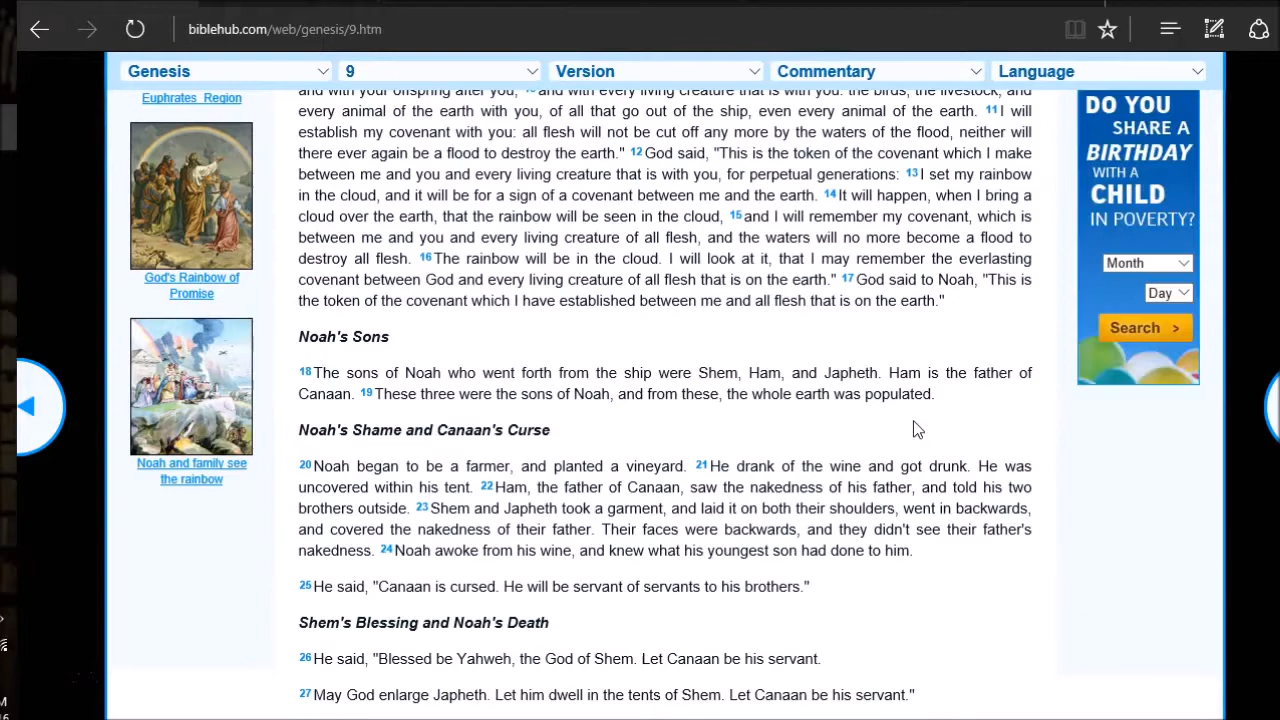 biblehub.com/web/genesis/9.htm
Genesis 9 Version Commentary Language
and with your offspring after you, and with every living creature that is with you: the birds, the livestock, and
every animal of the earth with you, of all that go out of the ship, even every animal of the earth. 11 I will
establish my covenant with you: all flesh will not be cut off any more by the waters of the flood, neither will
there ever again be a flood to destroy the earth." 12 God said, "This is the token of the covenant which I make
between me and you and every living creature that is with you, for perpetual generations: 13 I set my rainbow
in the cloud, and it will be for a sign of a covenant between me and the earth. 14 It will happen, when I bring a
cloud over the earth, that the rainbow will be seen in the cloud, 15 and I will remember my covenant, which is
between me and you and every living creature of all flesh, and the waters will no more become a flood to
destroy all flesh. 16 The rainbow will be in the cloud. I will look at it, that I may remember the everlasting
covenant between God and every living creature of all flesh that is on the earth." 17 God said to Noah, "This is
the token of the covenant which I have established between me and all flesh that is on the earth."
Noah's Sons
18 The sons of Noah who went forth from the ship were Shem, Ham, and Japheth. Ham is the father of
Canaan. 19 These three were the sons of Noah, and from these, the whole earth was populated.
Noah's Shame and Canaan's Curse
20 Noah began to be a farmer, and planted a vineyard. 21 He drank of the wine and got drunk. He was
uncovered within his tent. 22 Ham, the father of Canaan, saw the nakedness of his father, and told his two
brothers outside. 23 Shem and Japheth took a garment, and laid it on both their shoulders, went in backwards,
and covered the nakedness of their father. Their faces were backwards, and they didn't see their father's
nakedness. 24 Noah awoke from his wine, and knew what his youngest son had done to him.
25 He said, "Canaan is cursed. He will be servant of servants to his brothers."
Shem's Blessing and Noah's Death
26 He said, "Blessed be Yahweh, the God of Shem. Let Canaan be his servant.
27 May God enlarge Japheth. Let him dwell in the tents of Shem. Let Canaan be his servant."
Euphrates Region
God's Rainbow of
Promise
Noah and family see
the rainbow
DO YOU
SHARE A
BIRTHDAY
WITH A
CHILD
IN POVERTY?
Month
Day
Search >